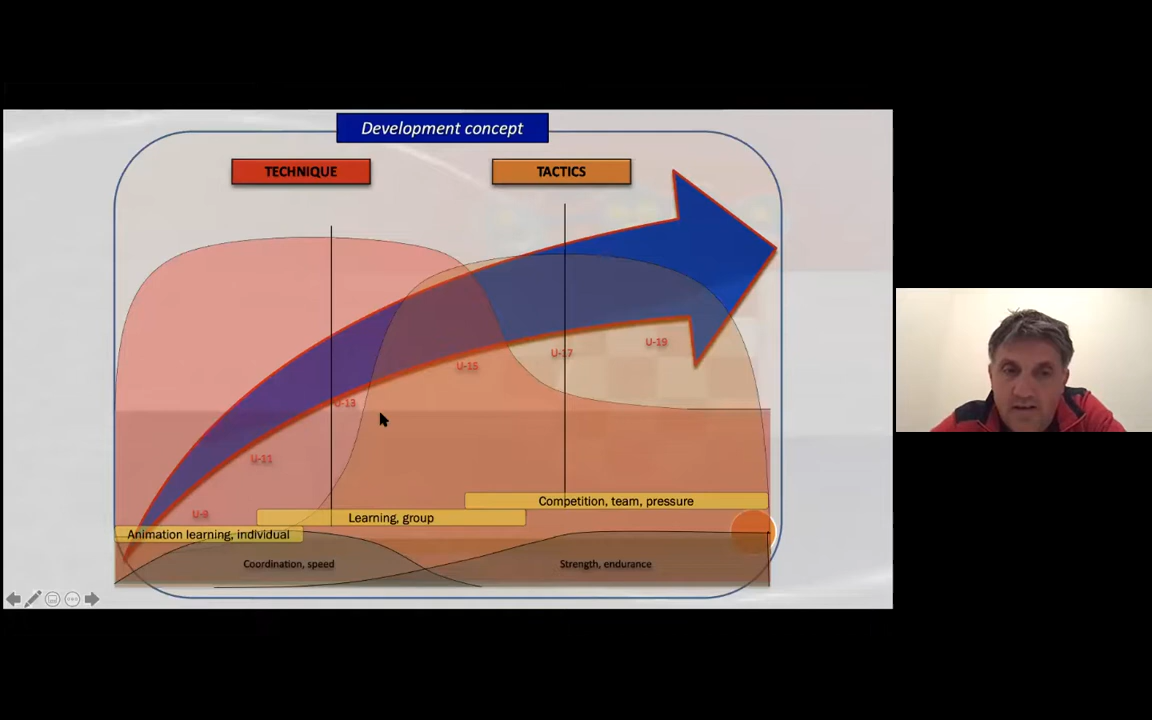 Development concept
TECHNIQUE
TACTICS
U-19
U-17
U-15
U-13
U-11
U-9
Competition, team, pressure
Learning, group
Animation learning, individual
Coordination, speed
Strength, endurance